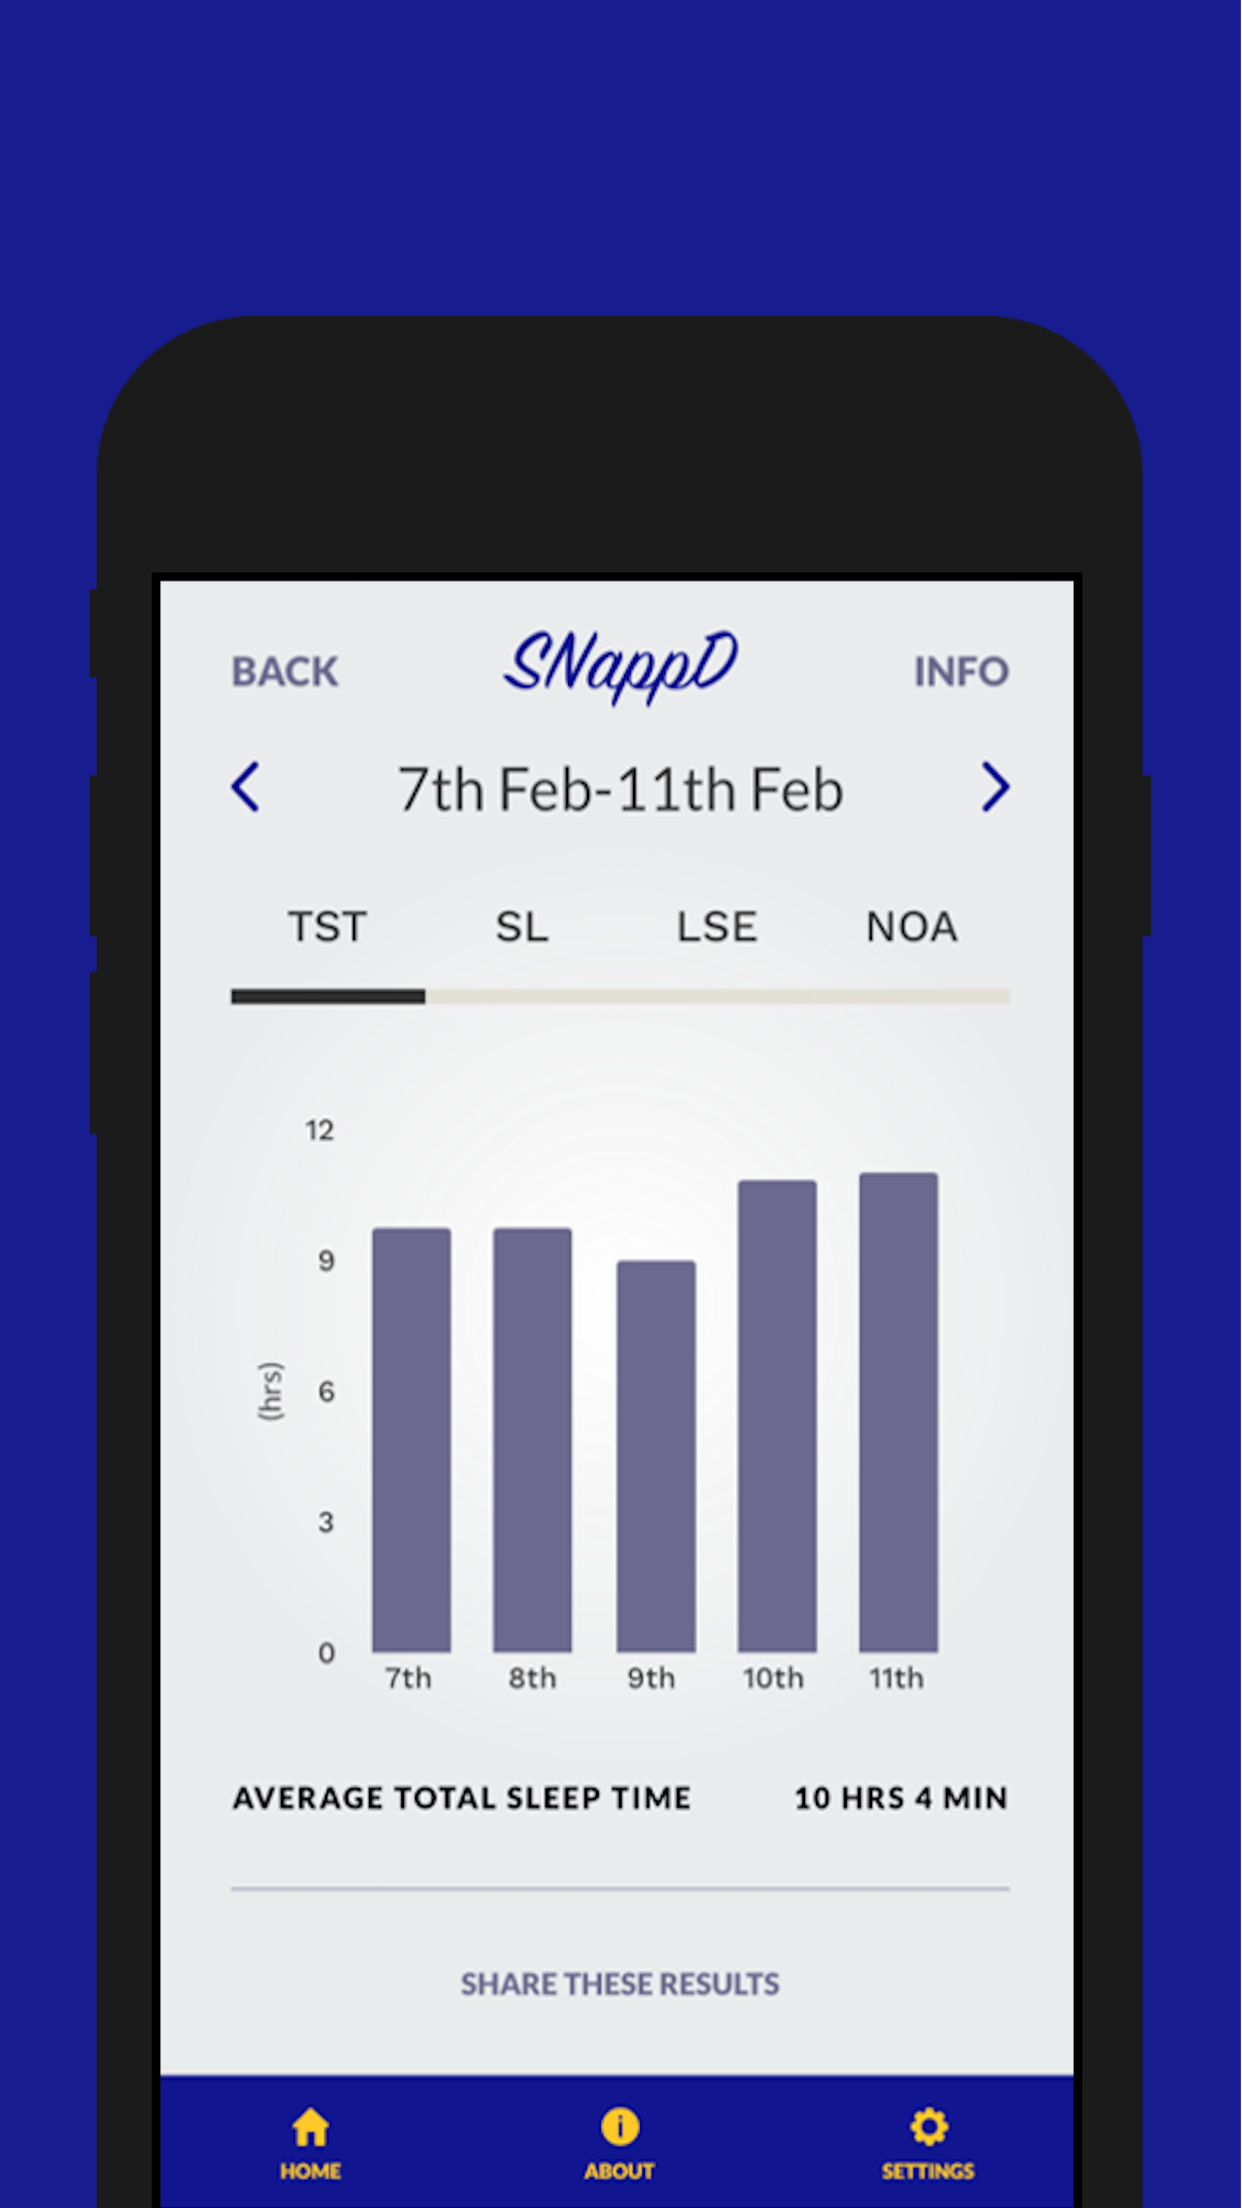 BACK SNappD INFO
7th Feb-11th Feb
TST SL LSE NOA
12
9
6
3
0
(hrs)
7th 8th 9th 10th 11th
AVERAGE TOTAL SLEEP TIME 10 HRS 4 MIN
SHARE THESE RESULTS
HOME ABOUT SETTINGS